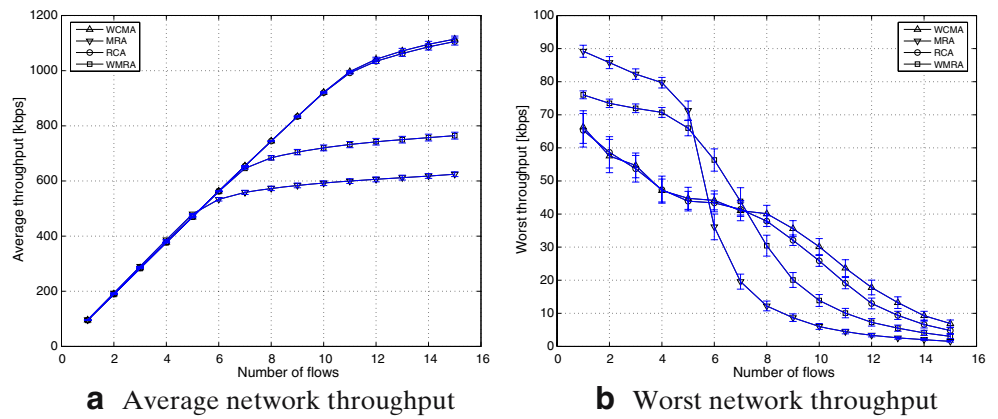 1200
1000
800
600
400
200
0
0 2 4 6 8 10 12 14 16
Average throughput [kbps]
Number of flows
WCMA
MRA
RCA
WMRA
a Average network throughput
100
90
80
70
60
50
40
30
20
10
0
0 2 4 6 8 10 12 14 16
Worst throughput [kbps]
Number of flows
WCMA
MRA
RCA
WMRA
b Worst network throughput